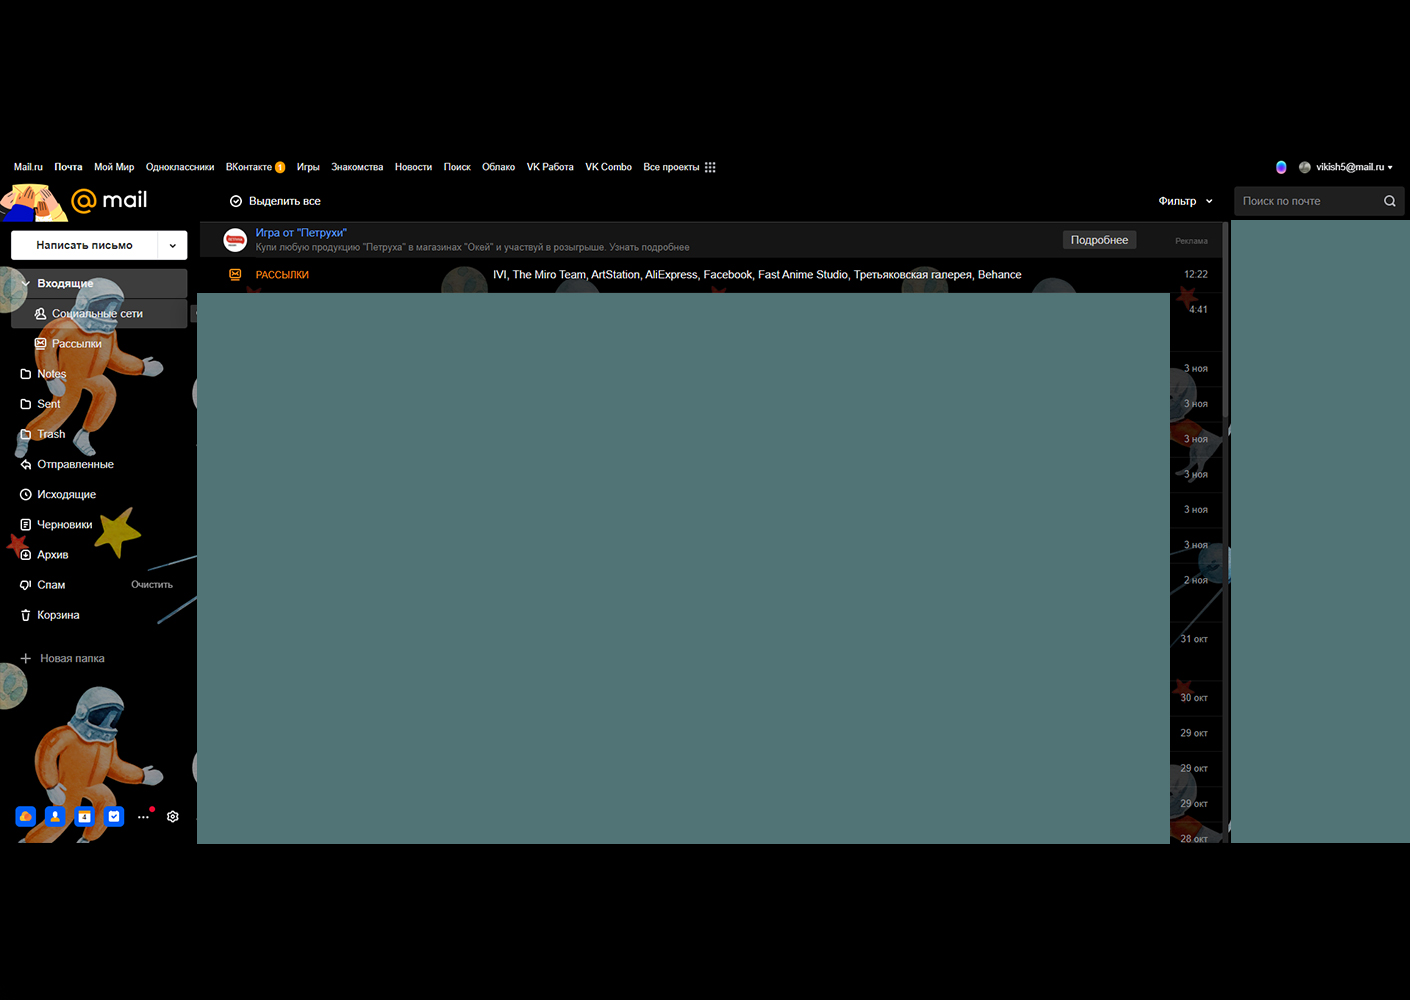 Mail.ru Почта Мой Мир Одноклассники ВКонтакте 1 Игры Знакомства Новости Поиск Облако VK Работа VK Combo Все проекты vikish5@mail.ru
@mail Выделить все Фильтр Поиск по почте
Написать письмо
Игра от "Петрухи"
Купи любую продукцию "Петруха" в магазинах "Окей" и участвуй в розыгрыше. Узнать подробнее
Подробнее
Реклама
РАССЫЛКИ IVI, The Miro Team, ArtStation, AliExpress, Facebook, Fast Anime Studio, Третьяковская галерея, Behance 12:22
Входящие
Социальные сети
Рассылки
Notes
Sent
Trash
Отправленные
Исходящие
Черновики
Архив
Спам Очистить
Корзина
Новая папка
4
4:41
3 ноя
3 ноя
3 ноя
3 ноя
3 ноя
3 ноя
2 ноя
31 окт
30 окт
29 окт
29 окт
29 окт
28 окт